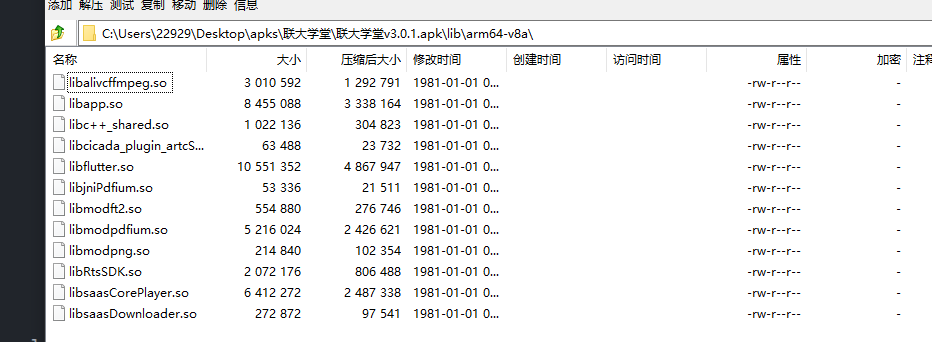 添加 解压 测试 复制 移动 删除 信息
C:\Users\22929\Desktop\apks\联大学堂\联大学堂v3.0.1.apk\lib\arm64-v8a\
名称 大小 压缩后大小 修改时间 创建时间 访问时间 属性 加密 注释
libalivcffmpeg.so 3 010 592 1 292 791 1981-01-01 0... -rw-r--r-- -
libapp.so 8 455 088 3 338 164 1981-01-01 0... -rw-r--r-- -
libc++_shared.so 1 022 136 304 823 1981-01-01 0... -rw-r--r-- -
libcicada_plugin_artcS... 63 488 23 732 1981-01-01 0... -rw-r--r-- -
libflutter.so 10 551 352 4 867 947 1981-01-01 0... -rw-r--r-- -
libjniPdfium.so 53 336 21 511 1981-01-01 0... -rw-r--r-- -
libmodft2.so 554 880 276 746 1981-01-01 0... -rw-r--r-- -
libmodpdfium.so 5 216 024 2 426 621 1981-01-01 0... -rw-r--r-- -
libmodpng.so 214 840 102 354 1981-01-01 0... -rw-r--r-- -
libRtsSDK.so 2 072 176 806 488 1981-01-01 0... -rw-r--r-- -
libsaasCorePlayer.so 6 412 272 2 487 338 1981-01-01 0... -rw-r--r-- -
libsaasDownloader.so 272 872 97 541 1981-01-01 0... -rw-r--r-- -